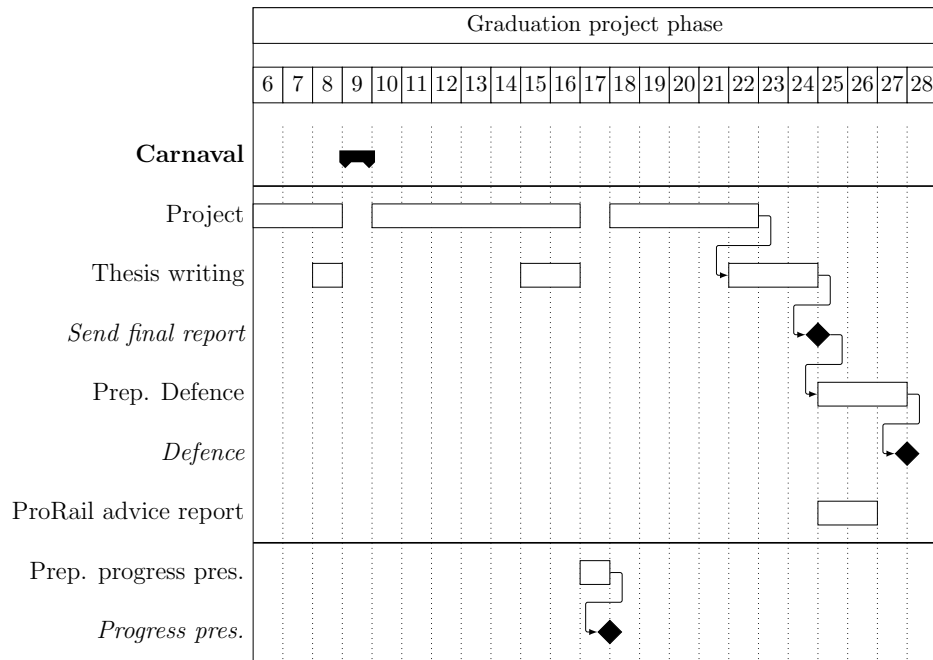 Graduation project phase
6 7 8 9 10 11 12 13 14 15 16 17 18 19 20 21 22 23 24 25 26 27 28
Carnaval
Project
Thesis writing
Send final report
Prep. Defence
Defence
ProRail advice report
Prep. progress pres.
Progress pres.